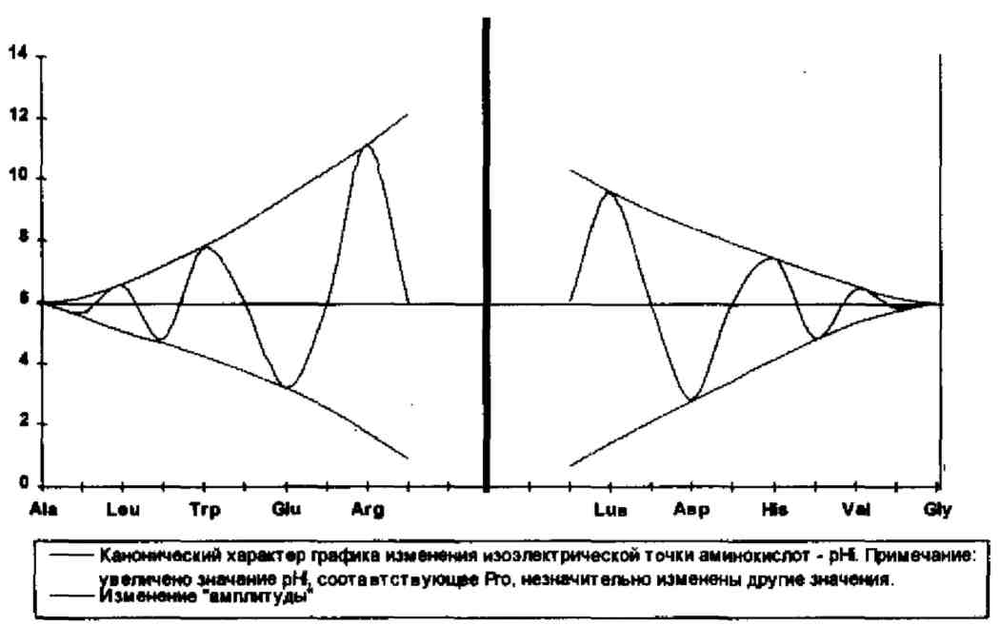 14
12
10
8
6
4
2
0
Ala Leu Trp Glu Arg Lus Asp His Val Gly
Канонический характер графика изменения изоэлектрической точки аминокислот - pHi. Примечание:
увеличено значение pHi, соответствующее Pro, незначительно изменены другие значения.
Изменение "амплитуды"